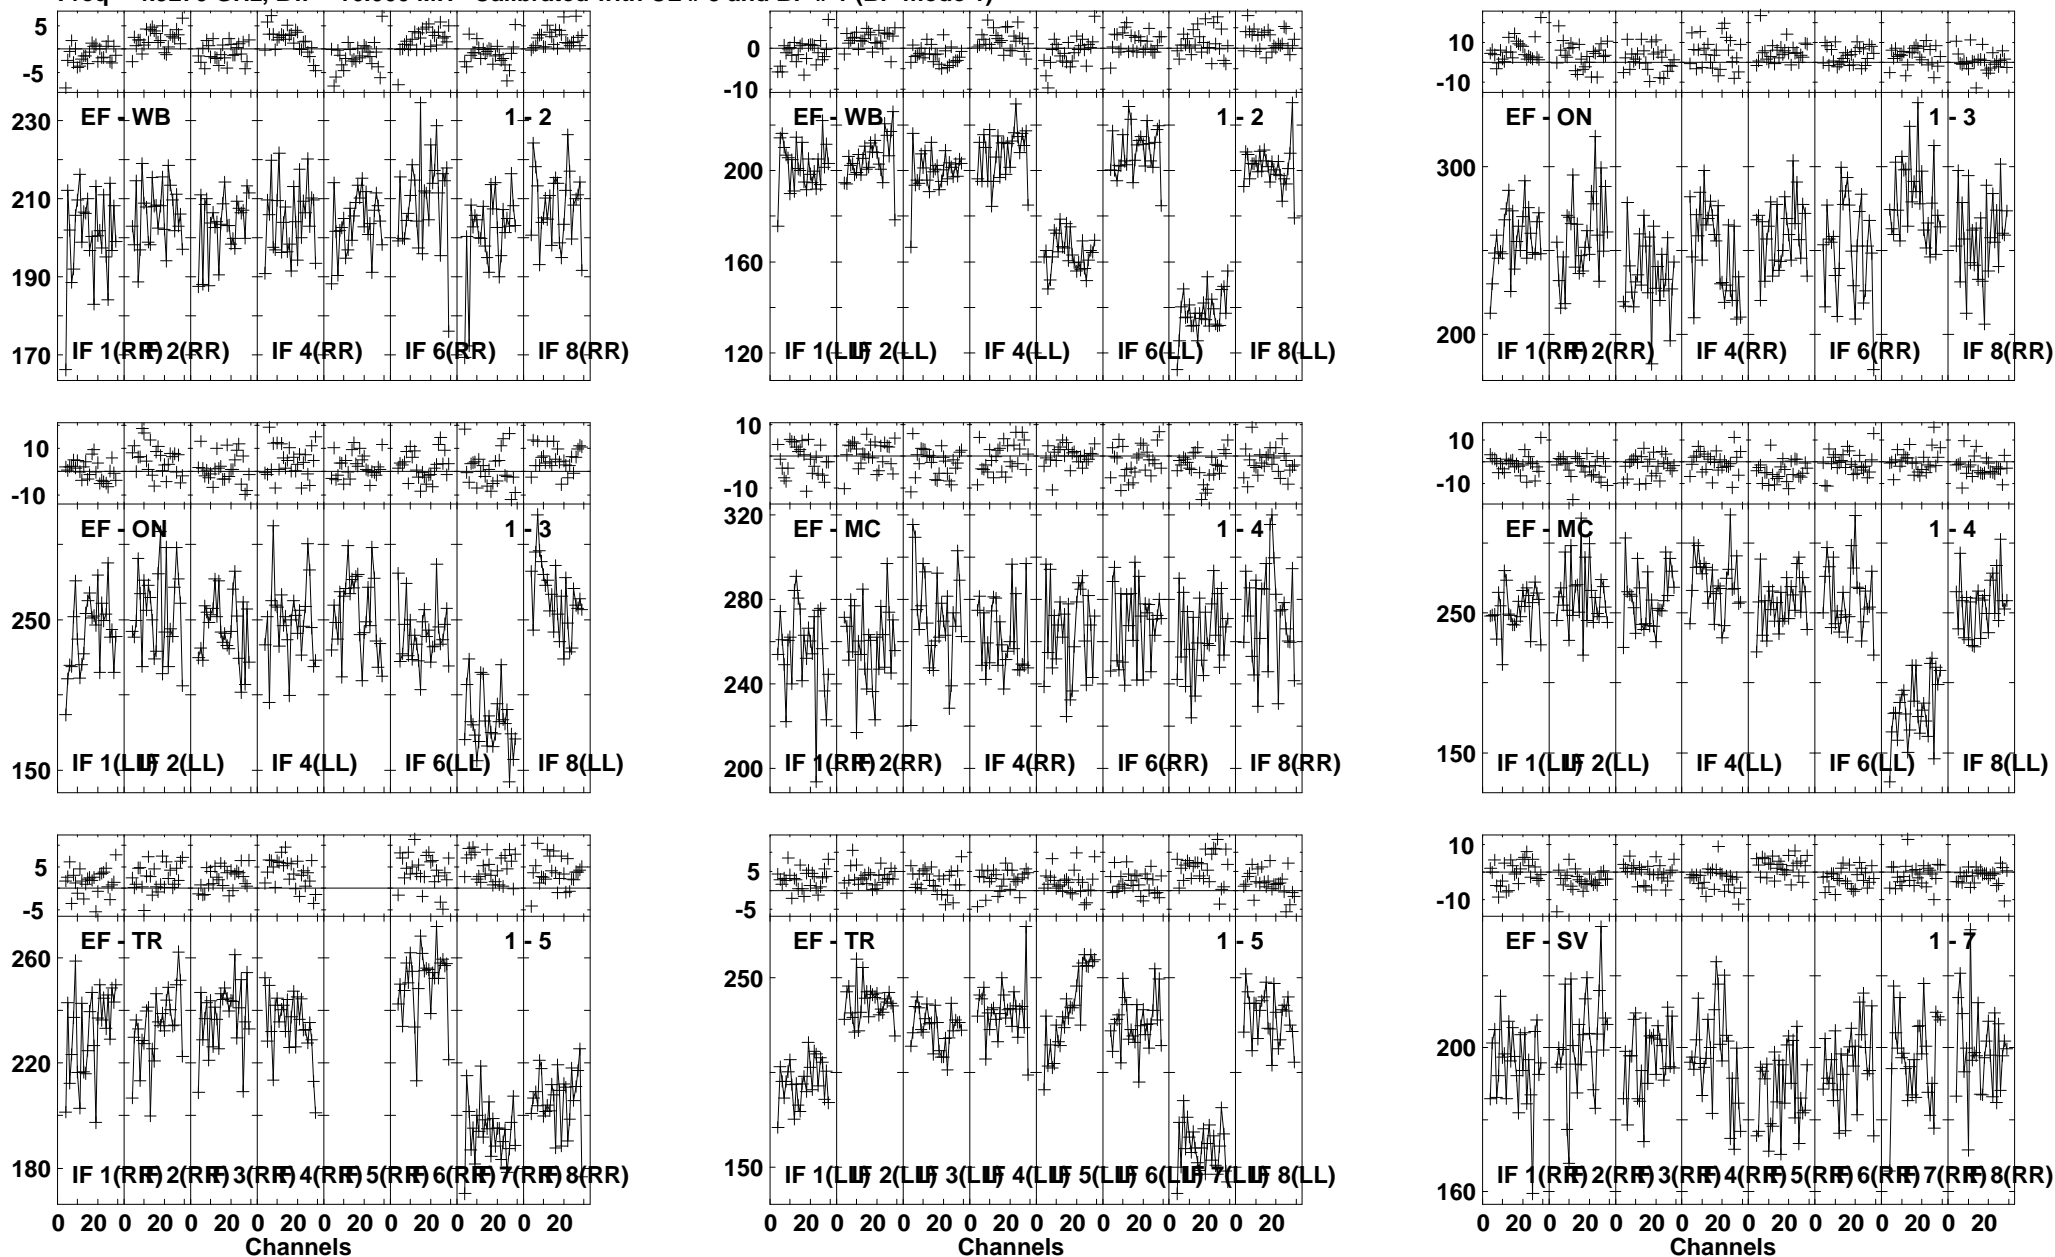 5
-5
230
210
190
170
EF - WB
1 - 2
IF 1(RR) IF 2(RR) IF 4(RR) IF 6(RR) IF 8(RR)
0
-10
200
160
120
EF - WB
1 - 2
IF 1(LL) IF 2(LL) IF 4(LL) IF 6(LL) IF 8(LL)
10
-10
300
200
EF - ON
1 - 3
IF 1(RR) IF 2(RR) IF 4(RR) IF 6(RR) IF 8(RR)
10
-10
250
150
EF - ON
1 - 3
IF 1(LL) IF 2(LL) IF 4(LL) IF 6(LL) IF 8(LL)
10
-10
320
280
240
200
EF - MC
1 - 4
IF 1(RR) IF 2(RR) IF 4(RR) IF 6(RR) IF 8(RR)
10
-10
250
150
EF - MC
1 - 4
IF 1(LL) IF 2(LL) IF 4(LL) IF 6(LL) IF 8(LL)
5
-5
260
220
180
EF - TR
1 - 5
IF 1(RR) IF 2(RR) IF 3(RR) IF 4(RR) IF 5(RR) IF 6(RR) IF 7(RR) IF 8(RR)
0 20 0 20 0 20 0 20 0 20 0 20 0 20 0 20
Channels
5
-5
250
150
EF - TR
1 - 5
IF 1(LL) IF 2(LL) IF 3(LL) IF 4(LL) IF 5(LL) IF 6(LL) IF 7(LL) IF 8(LL)
0 20 0 20 0 20 0 20 0 20 0 20 0 20 0 20
Channels
10
-10
200
160
EF - SV
1 - 7
IF 1(RR) IF 2(RR) IF 3(RR) IF 4(RR) IF 5(RR) IF 6(RR) IF 7(RR) IF 8(RR)
0 20 0 20 0 20 0 20 0 20 0 20 0 20 0 20
Channels